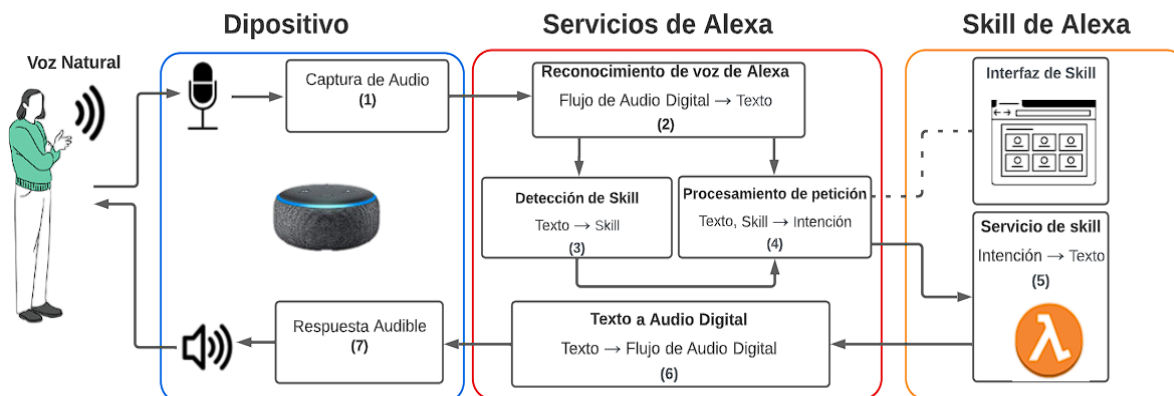 Dipositivo
Servicios de Alexa
Skill de Alexa
Voz Natural
Captura de Audio
(1)
Reconocimiento de voz de Alexa
Flujo de Audio Digital → Texto
(2)
Interfaz de Skill
Detección de Skill
Texto → Skill
(3)
Procesamiento de petición
Texto, Skill → Intención
(4)
Servicio de skill
Intención → Texto
(5)
λ
Texto a Audio Digital
Texto → Flujo de Audio Digital
(6)
Respuesta Audible
(7)